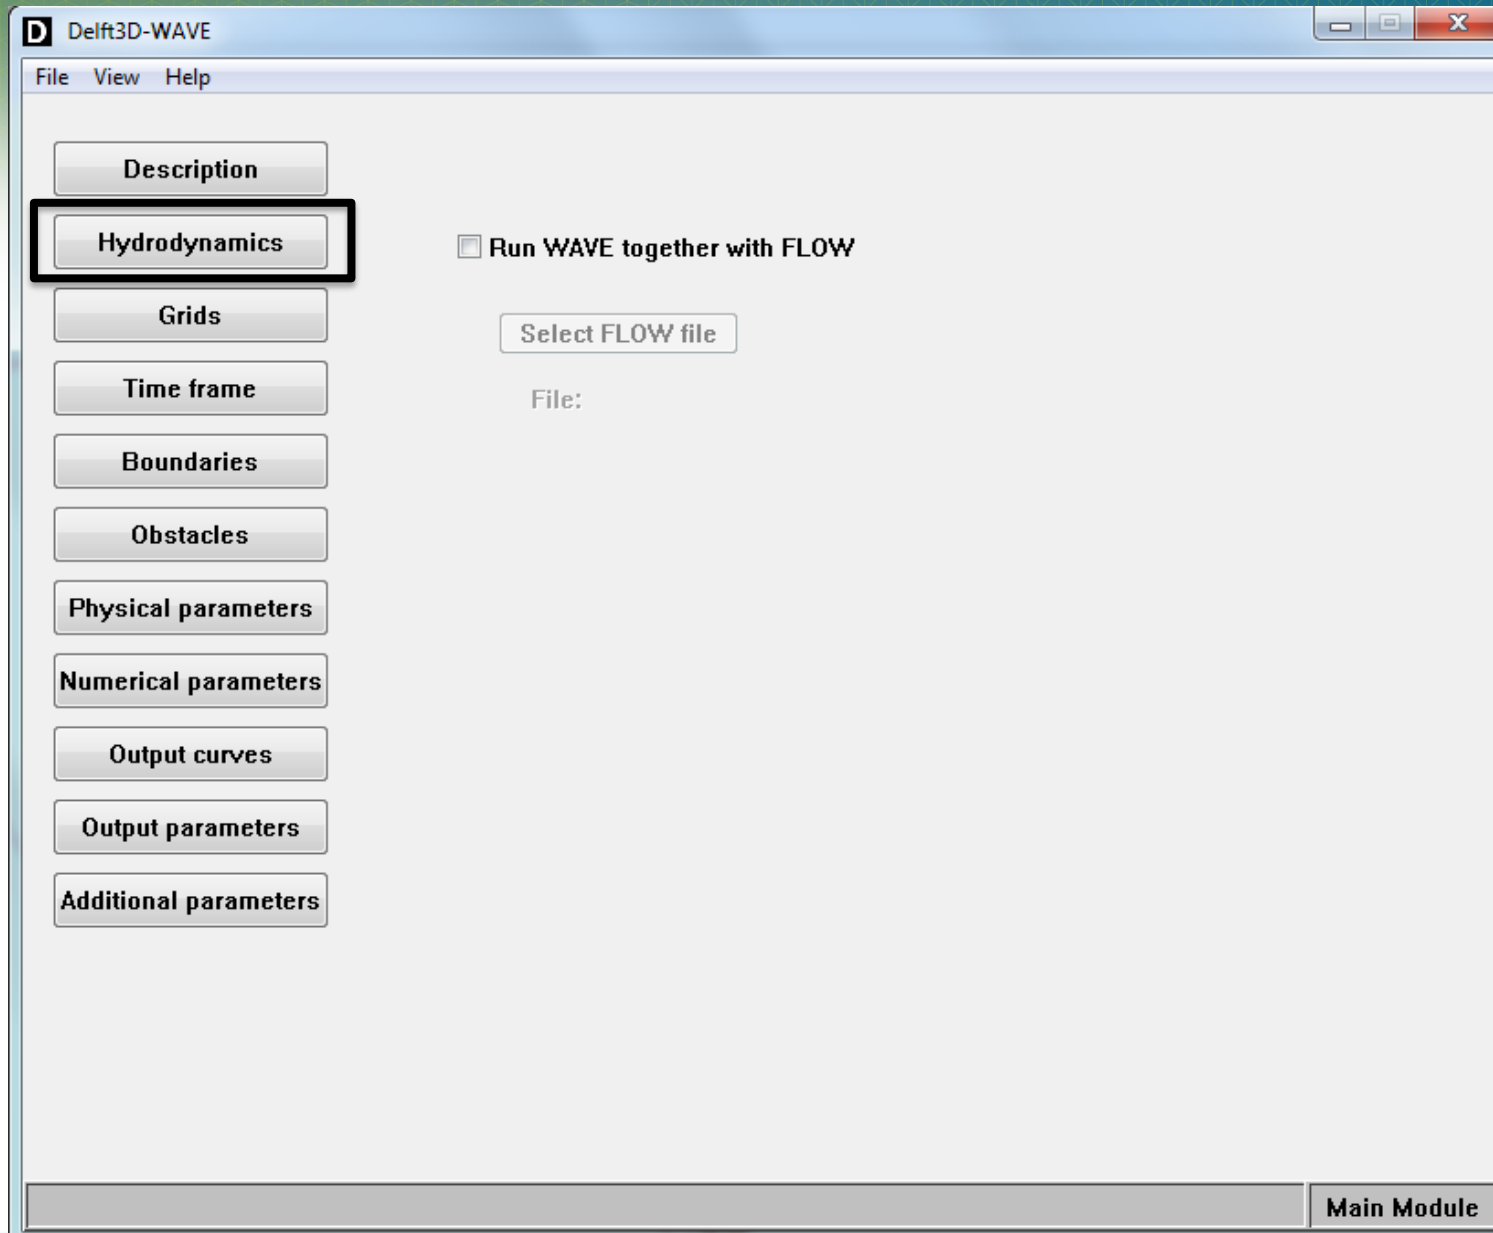 D Delft3D-WAVE
File View Help
Description
Hydrodynamics
Run WAVE together with FLOW
Grids
Select FLOW file
Time frame
File:
Boundaries
Obstacles
Physical parameters
Numerical parameters
Output curves
Output parameters
Additional parameters
Main Module